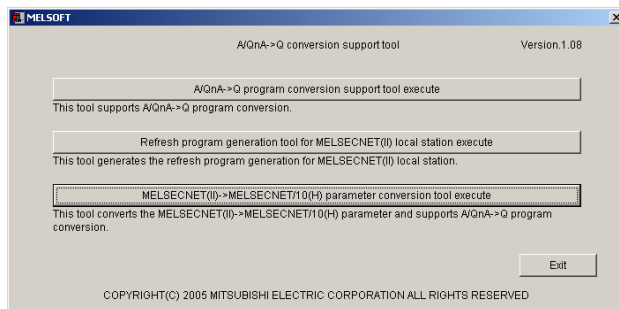 MELSOFT
A/QnA->Q conversion support tool Version.1.08
A/QnA->Q program conversion support tool execute
This tool supports A/QnA->Q program conversion.
Refresh program generation tool for MELSECNET(II) local station execute
This tool generates the refresh program generation for MELSECNET(II) local station.
MELSECNET(II)->MELSECNET/10(H) parameter conversion tool execute
This tool converts the MELSECNET(II)->MELSECNET/10(H) parameter and supports A/QnA->Q program
conversion.
Exit
COPYRIGHT(C) 2005 MITSUBISHI ELECTRIC CORPORATION ALL RIGHTS RESERVED